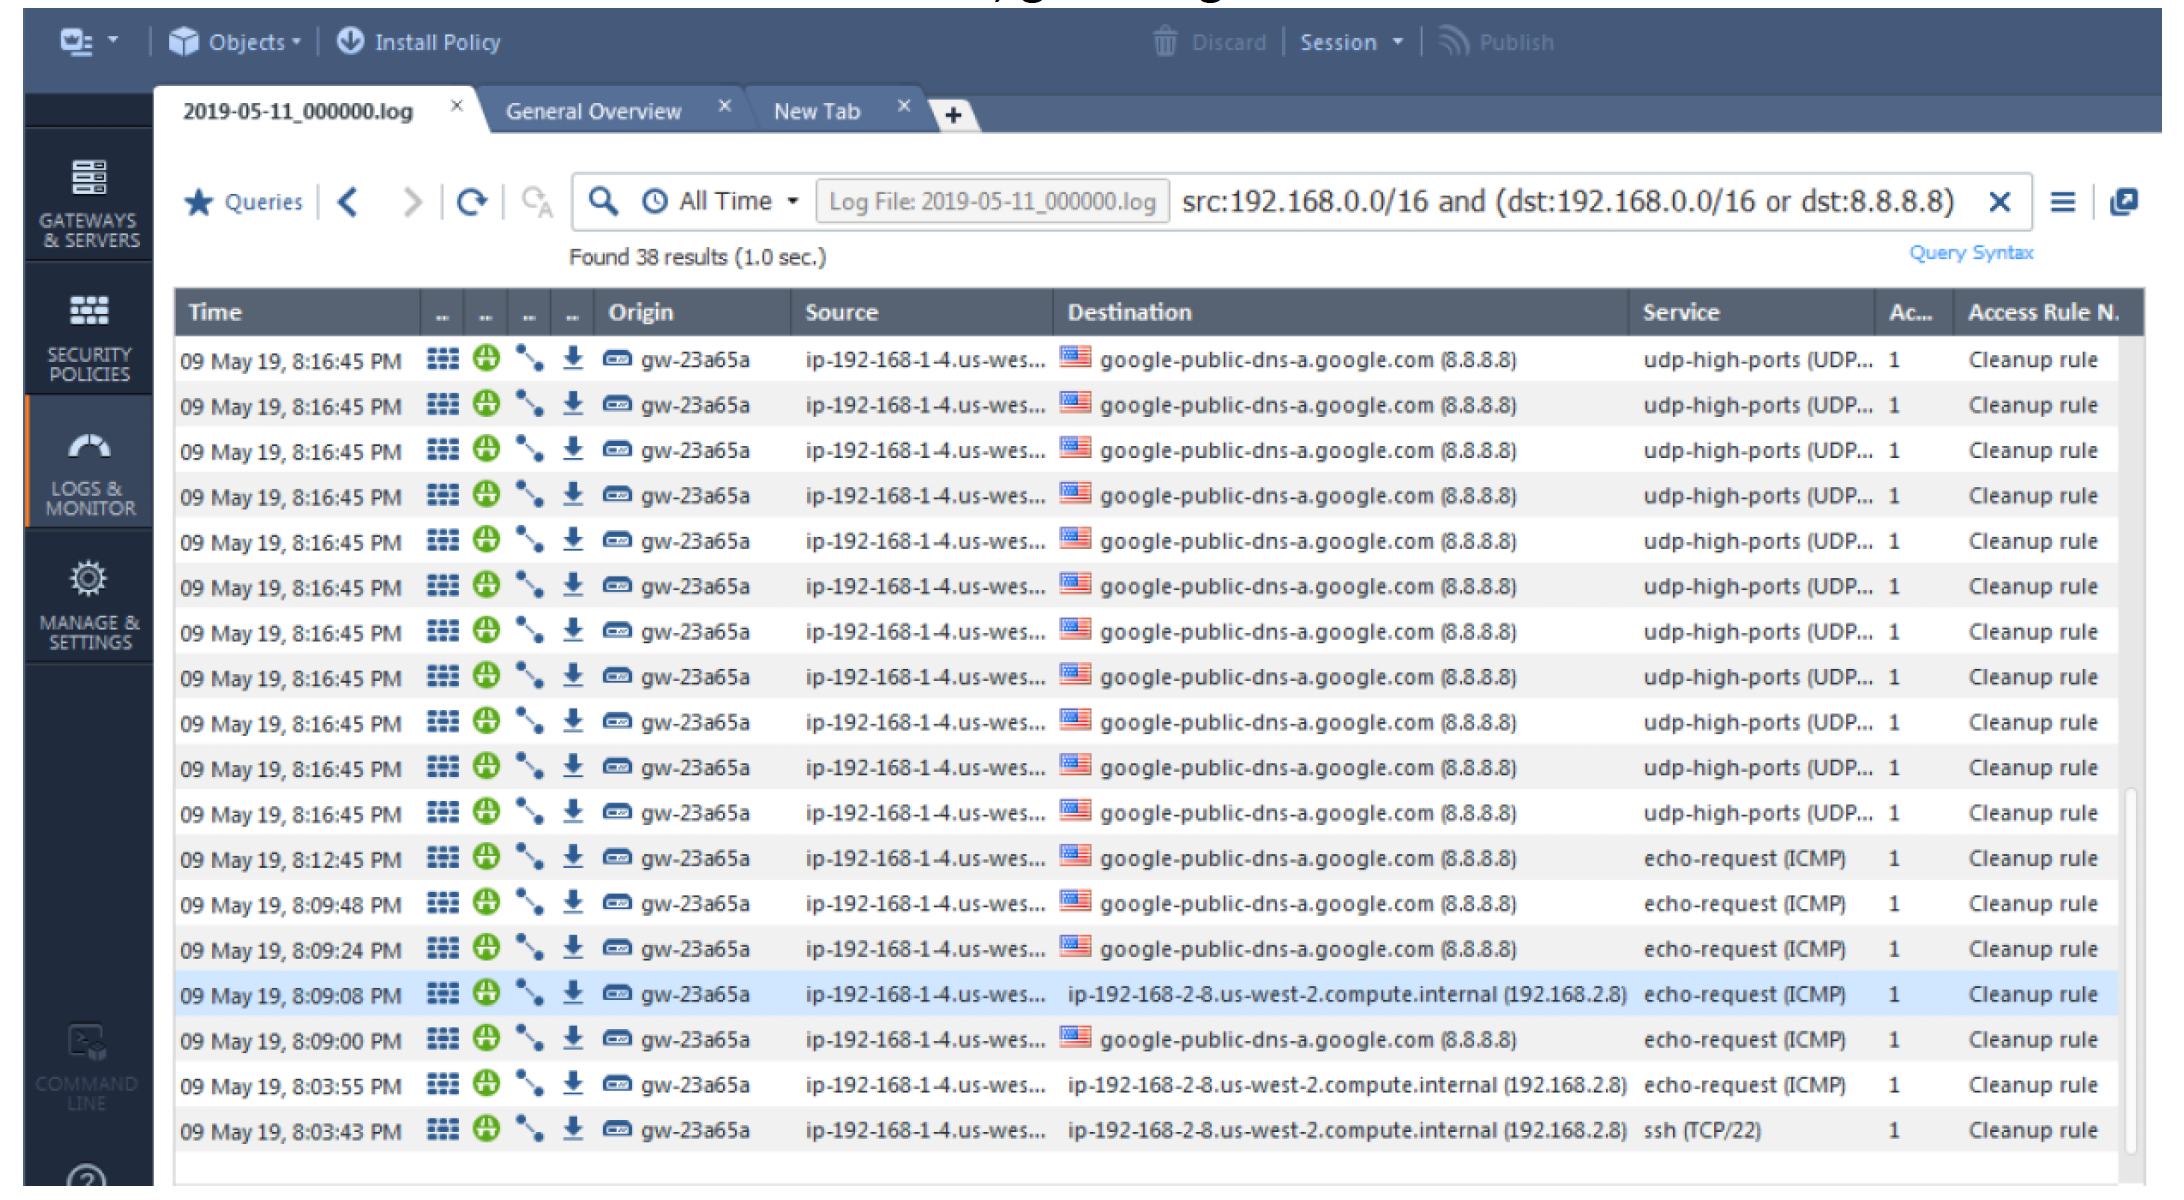 Objects
Install Policy
Discard
Session
Publish
2019-05-11_000000.log
General Overview
New Tab
GATEWAYS
& SERVERS
SECURITY
POLICIES
LOGS &
MONITOR
MANAGE &
SETTINGS
COMMAND
LINE
Queries
All Time
Log File: 2019-05-11_000000.log
src:192.168.0.0/16 and (dst:192.168.0.0/16 or dst:8.8.8.8)
Found 38 results (1.0 sec.)
Query Syntax
Time .. .. .. .. Origin Source Destination Service Ac... Access Rule N.
09 May 19, 8:16:45 PM gw-23a65a ip-192-168-1-4.us-wes... google-public-dns-a.google.com (8.8.8.8) udp-high-ports (UDP... 1 Cleanup rule
09 May 19, 8:16:45 PM gw-23a65a ip-192-168-1-4.us-wes... google-public-dns-a.google.com (8.8.8.8) udp-high-ports (UDP... 1 Cleanup rule
09 May 19, 8:16:45 PM gw-23a65a ip-192-168-1-4.us-wes... google-public-dns-a.google.com (8.8.8.8) udp-high-ports (UDP... 1 Cleanup rule
09 May 19, 8:16:45 PM gw-23a65a ip-192-168-1-4.us-wes... google-public-dns-a.google.com (8.8.8.8) udp-high-ports (UDP... 1 Cleanup rule
09 May 19, 8:16:45 PM gw-23a65a ip-192-168-1-4.us-wes... google-public-dns-a.google.com (8.8.8.8) udp-high-ports (UDP... 1 Cleanup rule
09 May 19, 8:16:45 PM gw-23a65a ip-192-168-1-4.us-wes... google-public-dns-a.google.com (8.8.8.8) udp-high-ports (UDP... 1 Cleanup rule
09 May 19, 8:16:45 PM gw-23a65a ip-192-168-1-4.us-wes... google-public-dns-a.google.com (8.8.8.8) udp-high-ports (UDP... 1 Cleanup rule
09 May 19, 8:16:45 PM gw-23a65a ip-192-168-1-4.us-wes... google-public-dns-a.google.com (8.8.8.8) udp-high-ports (UDP... 1 Cleanup rule
09 May 19, 8:16:45 PM gw-23a65a ip-192-168-1-4.us-wes... google-public-dns-a.google.com (8.8.8.8) udp-high-ports (UDP... 1 Cleanup rule
09 May 19, 8:16:45 PM gw-23a65a ip-192-168-1-4.us-wes... google-public-dns-a.google.com (8.8.8.8) udp-high-ports (UDP... 1 Cleanup rule
09 May 19, 8:16:45 PM gw-23a65a ip-192-168-1-4.us-wes... google-public-dns-a.google.com (8.8.8.8) udp-high-ports (UDP... 1 Cleanup rule
09 May 19, 8:12:45 PM gw-23a65a ip-192-168-1-4.us-wes... google-public-dns-a.google.com (8.8.8.8) echo-request (ICMP) 1 Cleanup rule
09 May 19, 8:09:48 PM gw-23a65a ip-192-168-1-4.us-wes... google-public-dns-a.google.com (8.8.8.8) echo-request (ICMP) 1 Cleanup rule
09 May 19, 8:09:24 PM gw-23a65a ip-192-168-1-4.us-wes... google-public-dns-a.google.com (8.8.8.8) echo-request (ICMP) 1 Cleanup rule
09 May 19, 8:09:08 PM gw-23a65a ip-192-168-1-4.us-wes... ip-192-168-2-8.us-west-2.compute.internal (192.168.2.8) echo-request (ICMP) 1 Cleanup rule
09 May 19, 8:09:00 PM gw-23a65a ip-192-168-1-4.us-wes... google-public-dns-a.google.com (8.8.8.8) echo-request (ICMP) 1 Cleanup rule
09 May 19, 8:03:55 PM gw-23a65a ip-192-168-1-4.us-wes... ip-192-168-2-8.us-west-2.compute.internal (192.168.2.8) echo-request (ICMP) 1 Cleanup rule
09 May 19, 8:03:43 PM gw-23a65a ip-192-168-1-4.us-wes... ip-192-168-2-8.us-west-2.compute.internal (192.168.2.8) ssh (TCP/22) 1 Cleanup rule